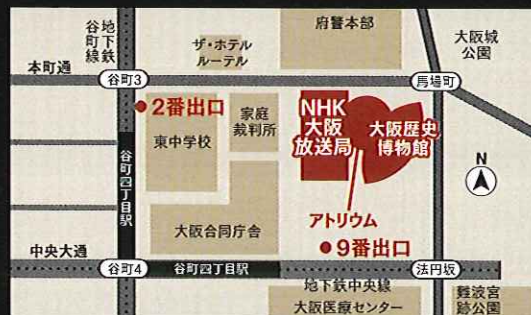 府警本部
地下鉄
谷町線
ザ・ホテル
ルーテル
大阪城
公園
本町通
谷町3
馬場町
2番出口
東中学校
家庭
裁判所
NHK
大阪
放送局
大阪歴史
博物館
N
谷町四丁目駅
アトリウム
大阪合同庁舎
9番出口
中央大通
谷町4
谷町四丁目駅
法円坂
地下鉄中央線
大阪医療センター
難波宮
跡公園